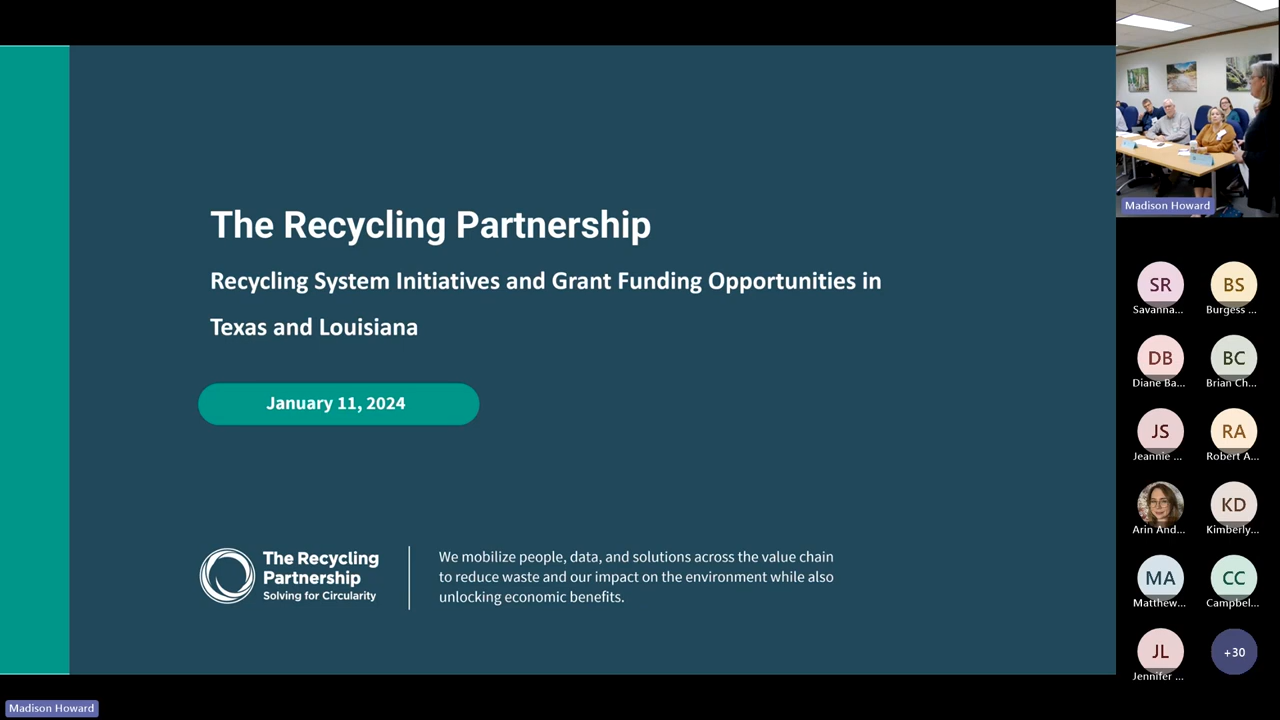 The Recycling Partnership
Recycling System Initiatives and Grant Funding Opportunities in
Texas and Louisiana
January 11, 2024
The Recycling
Partnership
Solving for Circularity
We mobilize people, data, and solutions across the value chain
to reduce waste and our impact on the environment while also
unlocking economic benefits.
Madison Howard
Madison Howard
SR
Savanna...
BS
Burgess ...
DB
Diane Ba...
BC
Brian Ch...
JS
Jeannie ...
RA
Robert A...
Arin And...
KD
Kimberly...
MA
Matthew...
CC
Campbel...
JL
Jennifer ...
+30